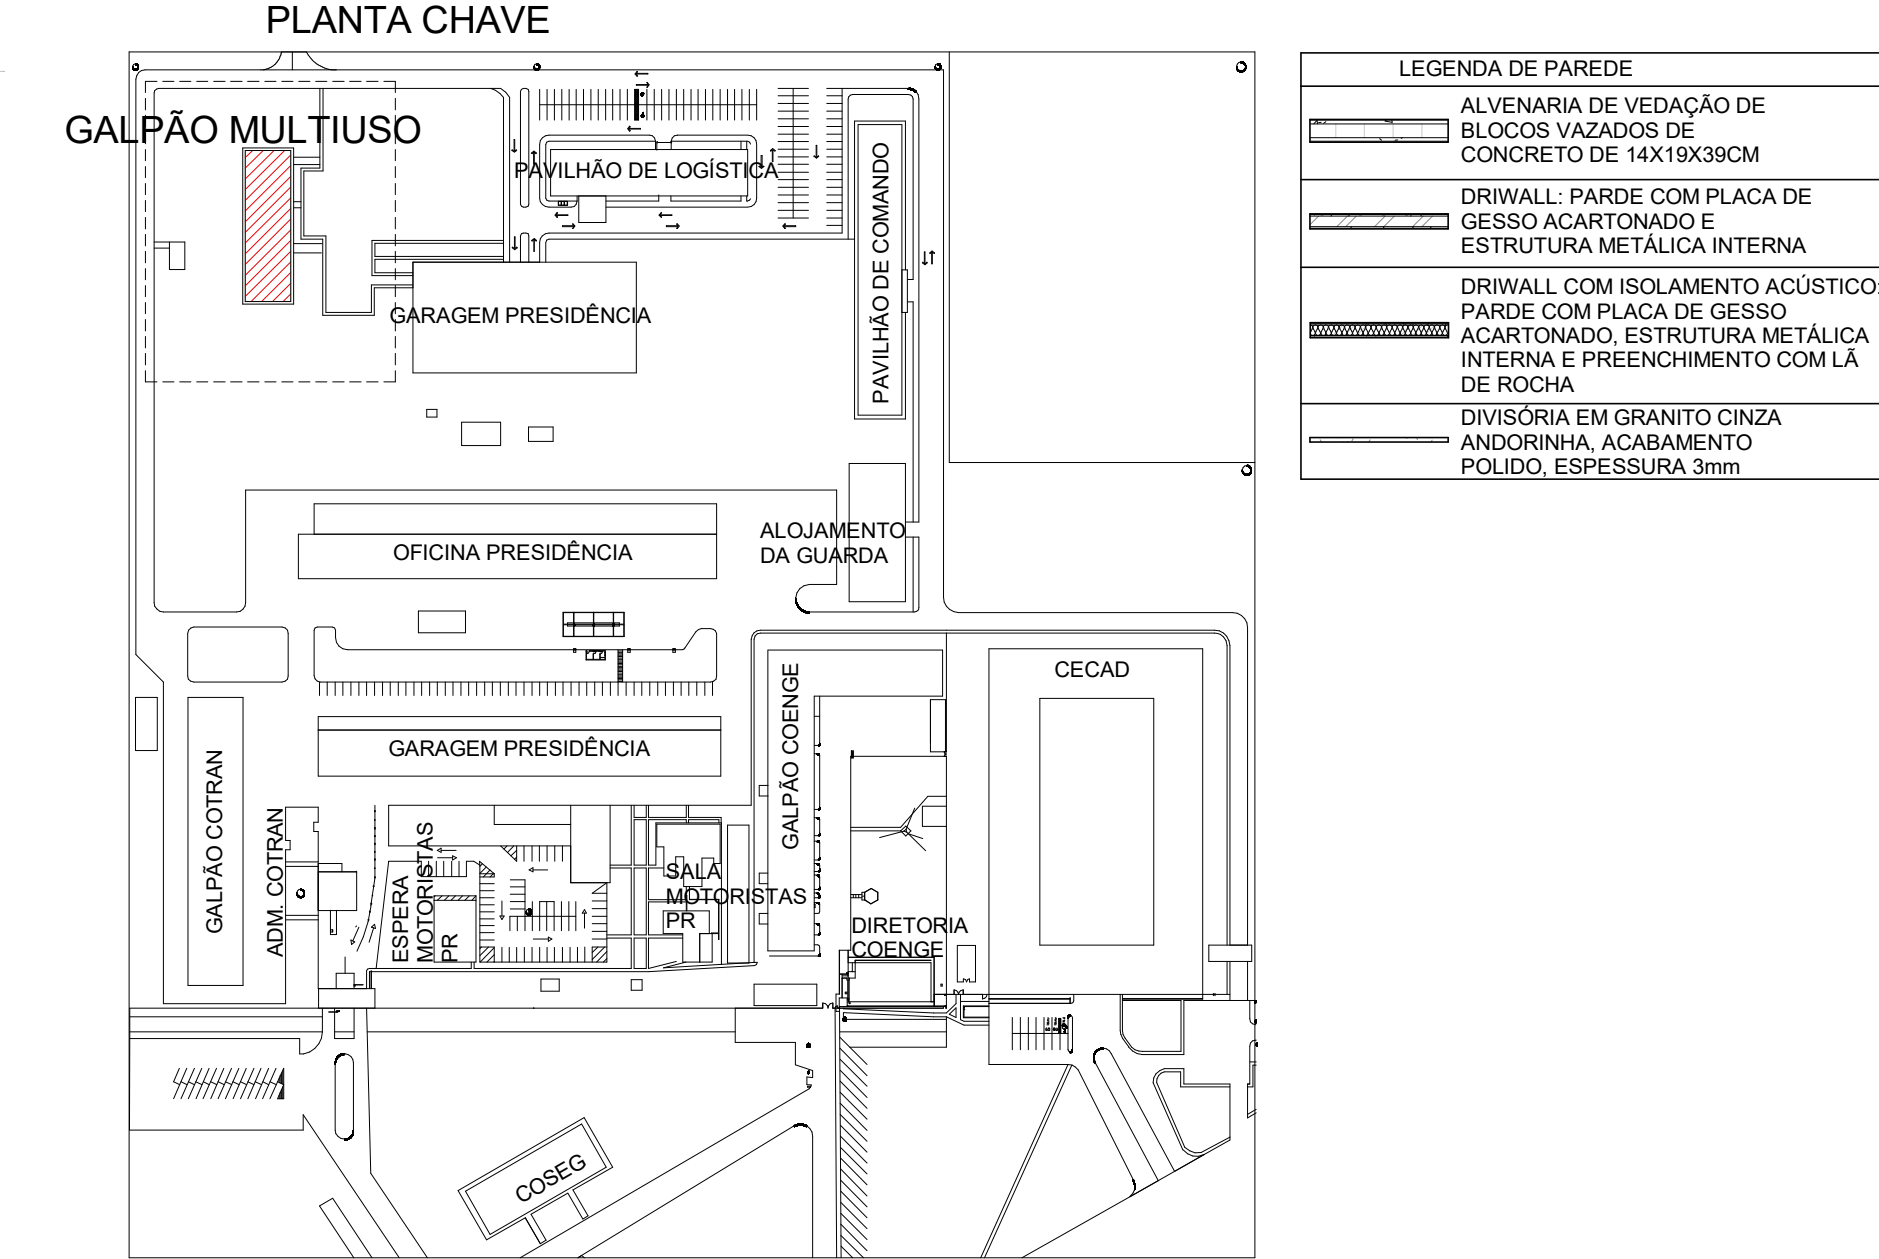 PLANTA CHAVE
GALPÃO MULTIUSO
PAVILHÃO DE LOGÍSTICA
PAVILHÃO DE COMANDO
GARAGEM PRESIDÊNCIA
OFICINA PRESIDÊNCIA
ALOJAMENTO
DA GUARDA
CECAD
GALPÃO COENGE
GARAGEM PRESIDÊNCIA
GALPÃO COTRAN
ADM. COTRAN
ESPERA
MOTORISTAS
PR
SALA
MOTORISTAS
PR
DIRETORIA
COENGE
COSEG
LEGENDA DE PAREDE
ALVENARIA DE VEDAÇÃO DE
BLOCOS VAZADOS DE
CONCRETO DE 14X19X39CM
DRIWALL: PARDE COM PLACA DE
GESSO ACARTONADO E
ESTRUTURA METÁLICA INTERNA
DRIWALL COM ISOLAMENTO ACÚSTICO:
PARDE COM PLACA DE GESSO
ACARTONADO, ESTRUTURA METÁLICA
INTERNA E PREENCHIMENTO COM LÃ
DE ROCHA
DIVISÓRIA EM GRANITO CINZA
ANDORINHA, ACABAMENTO
POLIDO, ESPESSURA 3mm